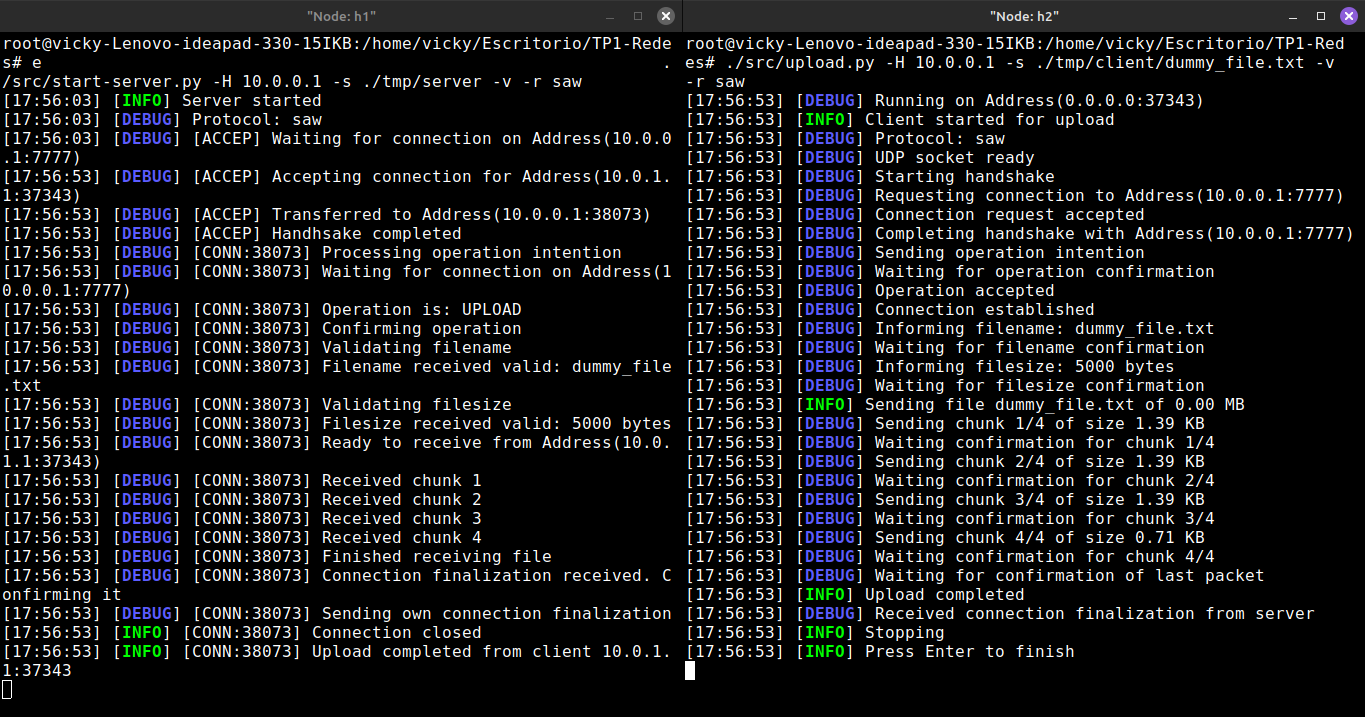 "Node: h1"
root@vicky-Lenovo-ideapad-330-15IKB:/home/vicky/Escritorio/TP1-Rede
s# e .
/src/start-server.py -H 10.0.0.1 -s ./tmp/server -v -r saw
[17:56:03] [INFO] Server started
[17:56:03] [DEBUG] Protocol: saw
[17:56:03] [DEBUG] [ACCEP] Waiting for connection on Address(10.0.0
.1:7777)
[17:56:53] [DEBUG] [ACCEP] Accepting connection for Address(10.0.1.
1:37343)
[17:56:53] [DEBUG] [ACCEP] Transferred to Address(10.0.0.1:38073)
[17:56:53] [DEBUG] [ACCEP] Handhsake completed
[17:56:53] [DEBUG] [CONN:38073] Processing operation intention
[17:56:53] [DEBUG] [CONN:38073] Waiting for connection on Address(1
0.0.0.1:7777)
[17:56:53] [DEBUG] [CONN:38073] Operation is: UPLOAD
[17:56:53] [DEBUG] [CONN:38073] Confirming operation
[17:56:53] [DEBUG] [CONN:38073] Validating filename
[17:56:53] [DEBUG] [CONN:38073] Filename received valid: dummy_file
.txt
[17:56:53] [DEBUG] [CONN:38073] Validating filesize
[17:56:53] [DEBUG] [CONN:38073] Filesize received valid: 5000 bytes
[17:56:53] [DEBUG] [CONN:38073] Ready to receive from Address(10.0.
1.1:37343)
[17:56:53] [DEBUG] [CONN:38073] Received chunk 1
[17:56:53] [DEBUG] [CONN:38073] Received chunk 2
[17:56:53] [DEBUG] [CONN:38073] Received chunk 3
[17:56:53] [DEBUG] [CONN:38073] Received chunk 4
[17:56:53] [DEBUG] [CONN:38073] Finished receiving file
[17:56:53] [DEBUG] [CONN:38073] Connection finalization received. C
onfirming it
[17:56:53] [DEBUG] [CONN:38073] Sending own connection finalization
[17:56:53] [INFO] [CONN:38073] Connection closed
[17:56:53] [INFO] [CONN:38073] Upload completed from client 10.0.1.
1:37343
"Node: h2"
root@vicky-Lenovo-ideapad-330-15IKB:/home/vicky/Escritorio/TP1-Red
es# ./src/upload.py -H 10.0.0.1 -s ./tmp/client/dummy_file.txt -v
-r saw
[17:56:53] [DEBUG] Running on Address(0.0.0.0:37343)
[17:56:53] [INFO] Client started for upload
[17:56:53] [DEBUG] Protocol: saw
[17:56:53] [DEBUG] UDP socket ready
[17:56:53] [DEBUG] Starting handshake
[17:56:53] [DEBUG] Requesting connection to Address(10.0.0.1:7777)
[17:56:53] [DEBUG] Connection request accepted
[17:56:53] [DEBUG] Completing handshake with Address(10.0.0.1:7777)
[17:56:53] [DEBUG] Sending operation intention
[17:56:53] [DEBUG] Waiting for operation confirmation
[17:56:53] [DEBUG] Operation accepted
[17:56:53] [DEBUG] Connection established
[17:56:53] [DEBUG] Informing filename: dummy_file.txt
[17:56:53] [DEBUG] Waiting for filename confirmation
[17:56:53] [DEBUG] Informing filesize: 5000 bytes
[17:56:53] [DEBUG] Waiting for filesize confirmation
[17:56:53] [INFO] Sending file dummy_file.txt of 0.00 MB
[17:56:53] [DEBUG] Sending chunk 1/4 of size 1.39 KB
[17:56:53] [DEBUG] Waiting confirmation for chunk 1/4
[17:56:53] [DEBUG] Sending chunk 2/4 of size 1.39 KB
[17:56:53] [DEBUG] Waiting confirmation for chunk 2/4
[17:56:53] [DEBUG] Sending chunk 3/4 of size 1.39 KB
[17:56:53] [DEBUG] Waiting confirmation for chunk 3/4
[17:56:53] [DEBUG] Sending chunk 4/4 of size 0.71 KB
[17:56:53] [DEBUG] Waiting confirmation for chunk 4/4
[17:56:53] [DEBUG] Waiting for confirmation of last packet
[17:56:53] [INFO] Upload completed
[17:56:53] [DEBUG] Received connection finalization from server
[17:56:53] [INFO] Stopping
[17:56:53] [INFO] Press Enter to finish